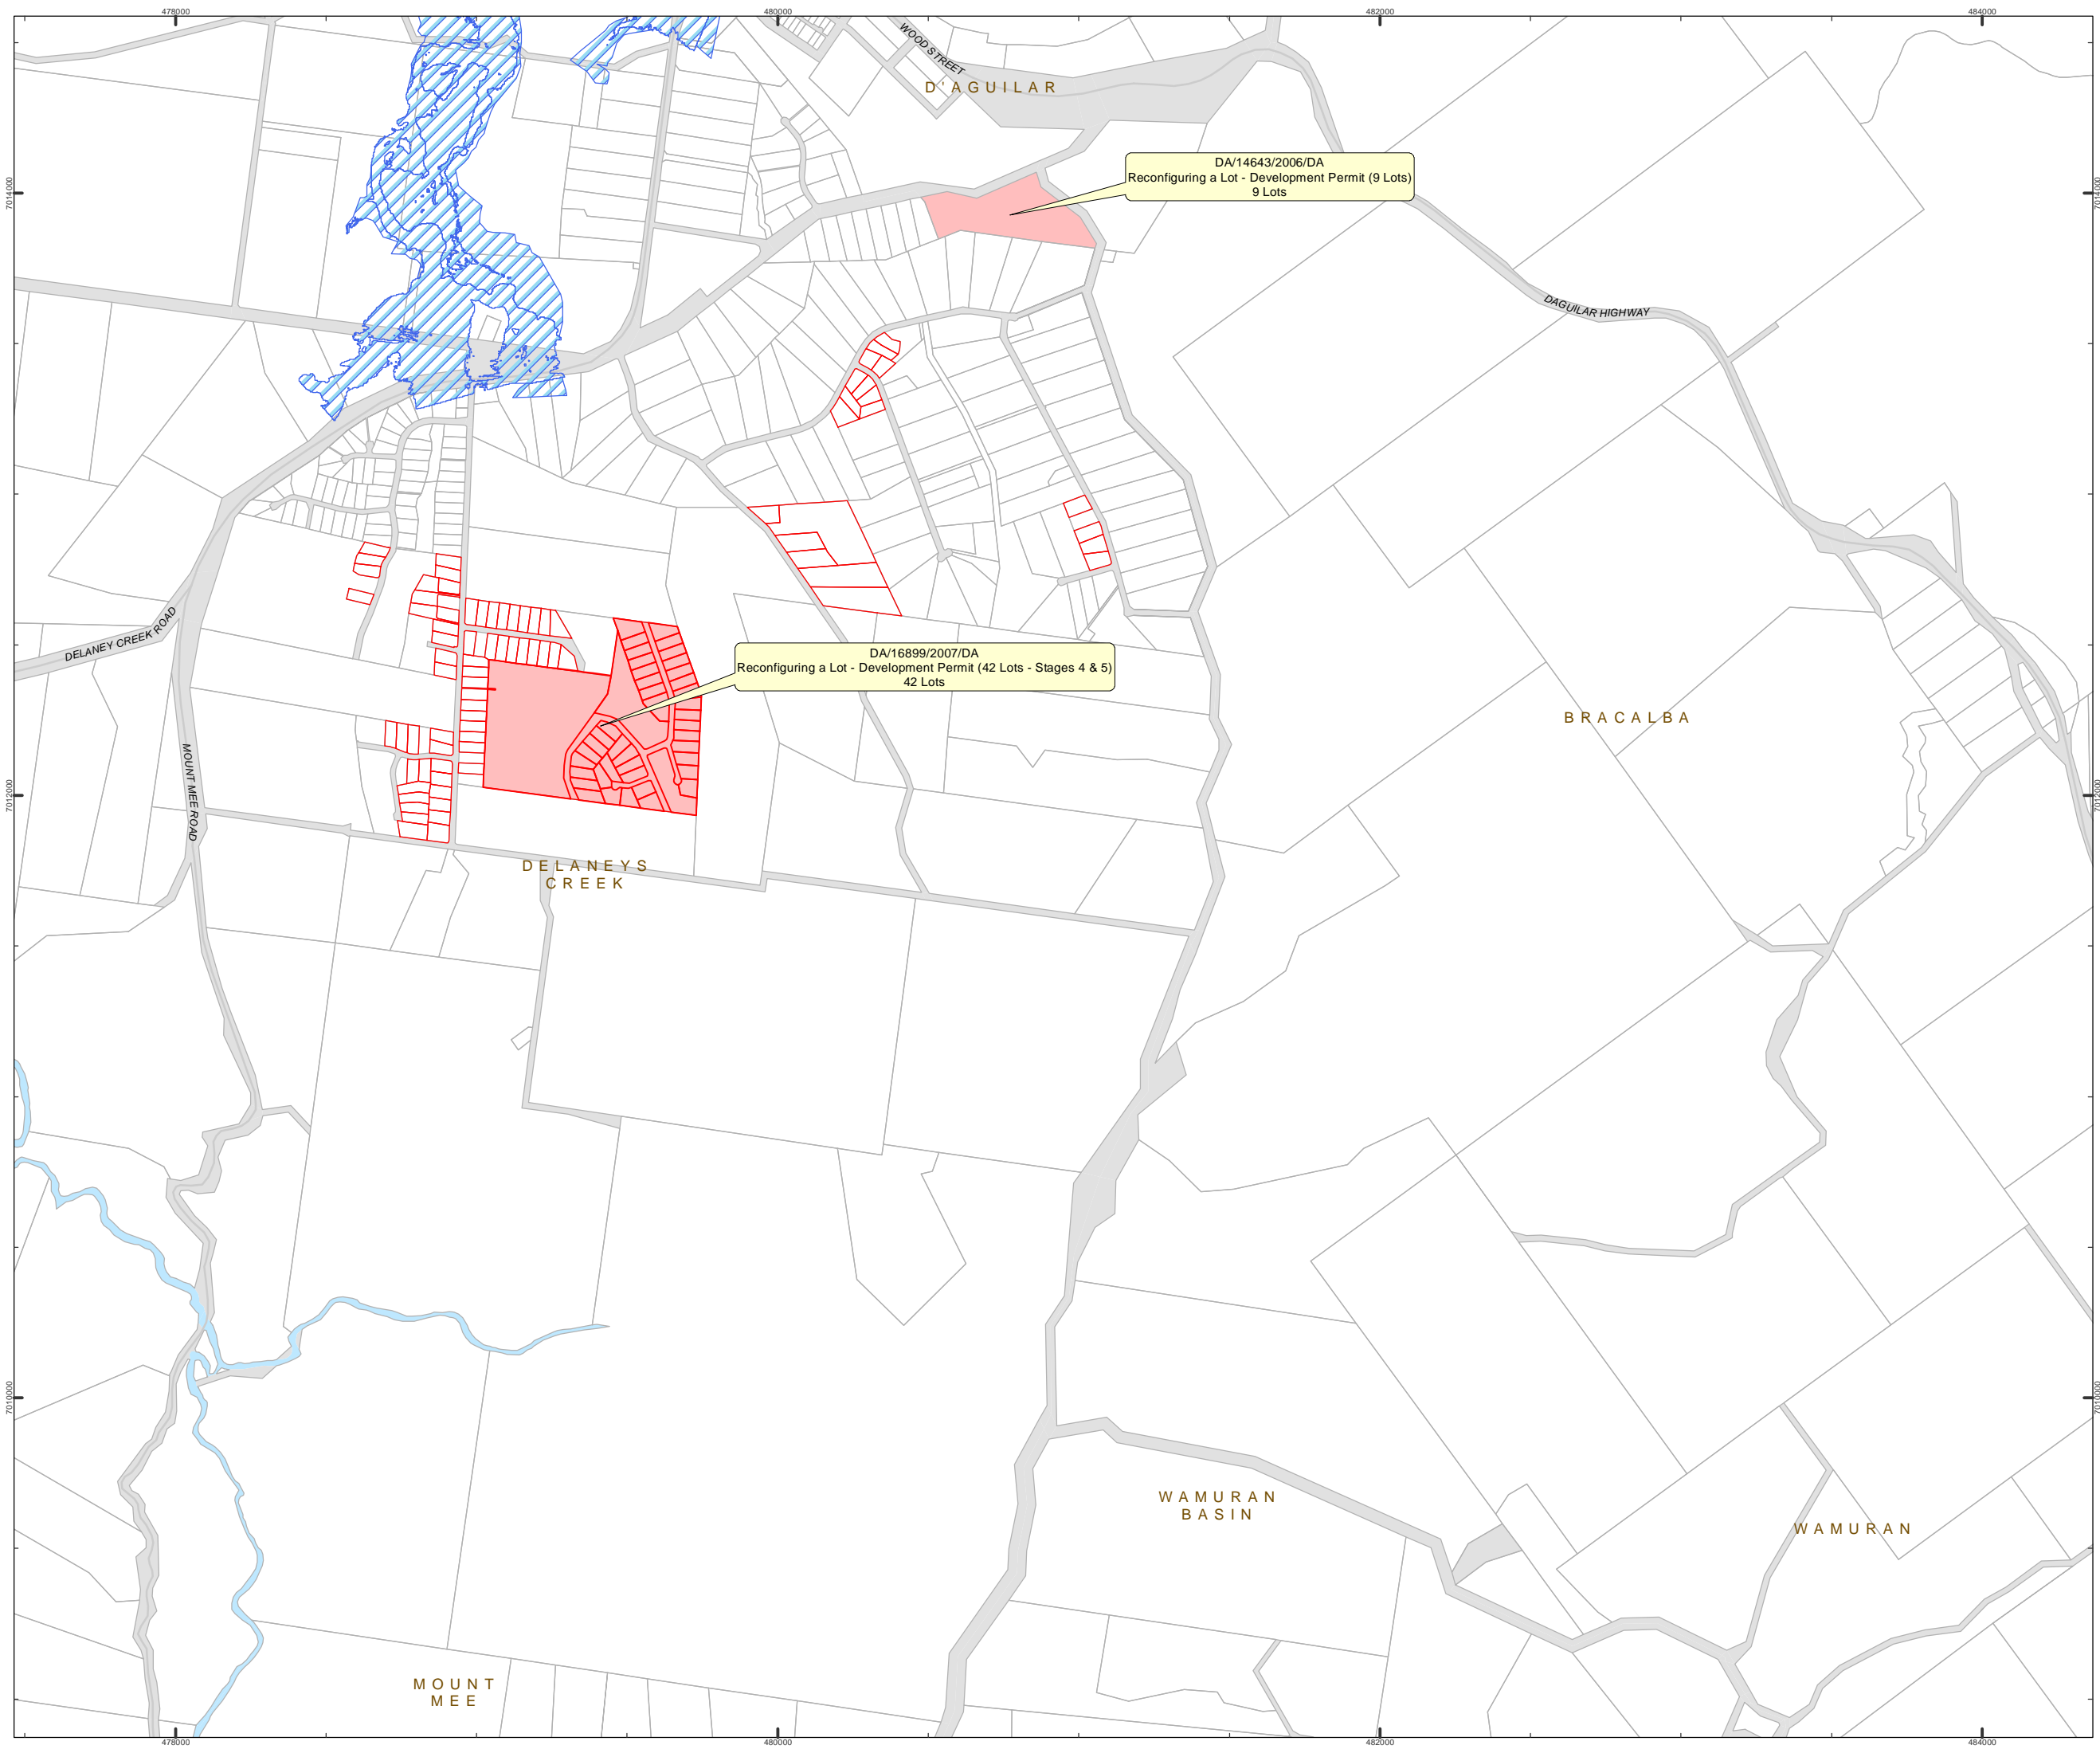 478000
480000
482000
484000
WOOD STREET
D'AGUILAR
DA/14643/2006/DA
Reconfiguring a Lot - Development Permit (9 Lots)
9 Lots
7014000
7014000
DAGUILAR HIGHWAY
DELANEY CREEK ROAD
DA/16899/2007/DA
Reconfiguring a Lot - Development Permit (42 Lots - Stages 4 & 5)
42 Lots
BRACALBA
MOUNT MEE ROAD
7012000
7012000
DELANEYS
CREEK
7010000
7010000
WAMURAN
BASIN
WAMURAN
MOUNT
MEE
478000
480000
482000
484000